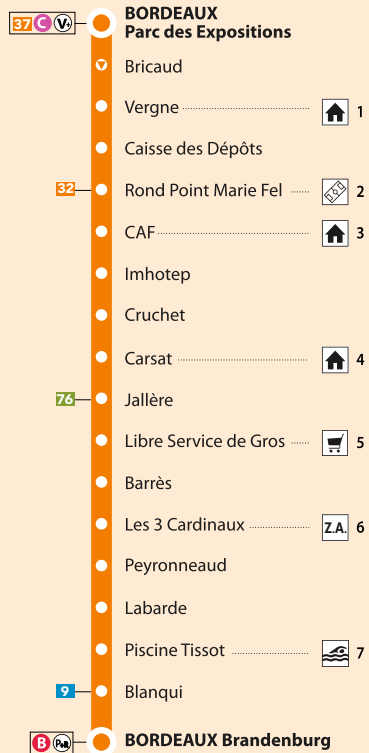 37 C V+ BORDEAUX
Parc des Expositions
Bricaud
Vergne 1
Caisse des Dépôts
32 Rond Point Marie Fel 2
CAF 3
Imhotep
Cruchet
Carsat 4
76 Jallère
Libre Service de Gros 5
Barrès
Les 3 Cardinaux Z.A. 6
Peyronneaud
Labarde
Piscine Tissot 7
9 Blanqui
B P+R BORDEAUX Brandenburg